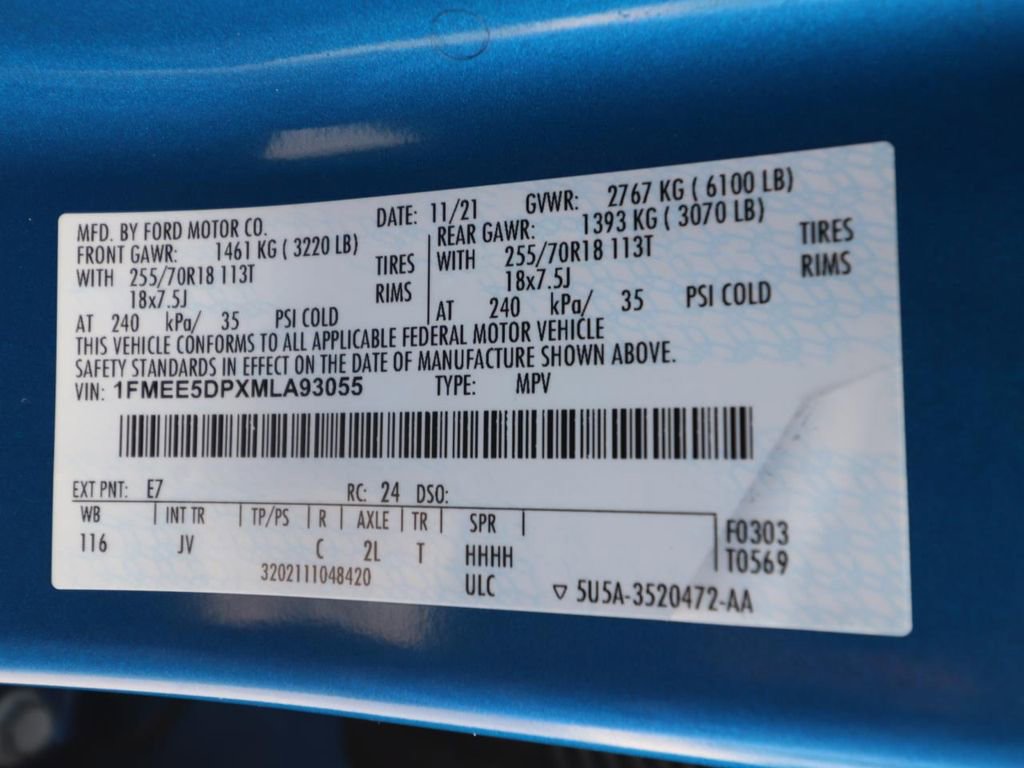 MFD. BY FORD MOTOR CO. DATE: 11/21 GVWR: 2767 KG ( 6100 LB)
FRONT GAWR: 1461 KG ( 3220 LB) REAR GAWR: 1393 KG ( 3070 LB)
WITH 255/70R18 113T TIRES WITH 255/70R18 113T TIRES
18x7.5J RIMS 18x7.5J RIMS
AT 240 kPa/ 35 PSI COLD AT 240 kPa/ 35 PSI COLD
THIS VEHICLE CONFORMS TO ALL APPLICABLE FEDERAL MOTOR VEHICLE
SAFETY STANDARDS IN EFFECT ON THE DATE OF MANUFACTURE SHOWN ABOVE.
VIN: 1FMEE5DPXMLA93055 TYPE: MPV
EXT PNT: E7 RC: 24 DSO:
WB INT TR TP/PS R AXLE TR SPR F0303
116 JV C 2L T HHHH T0569
3202111048420 ULC ▽ 5U5A-3520472-AA